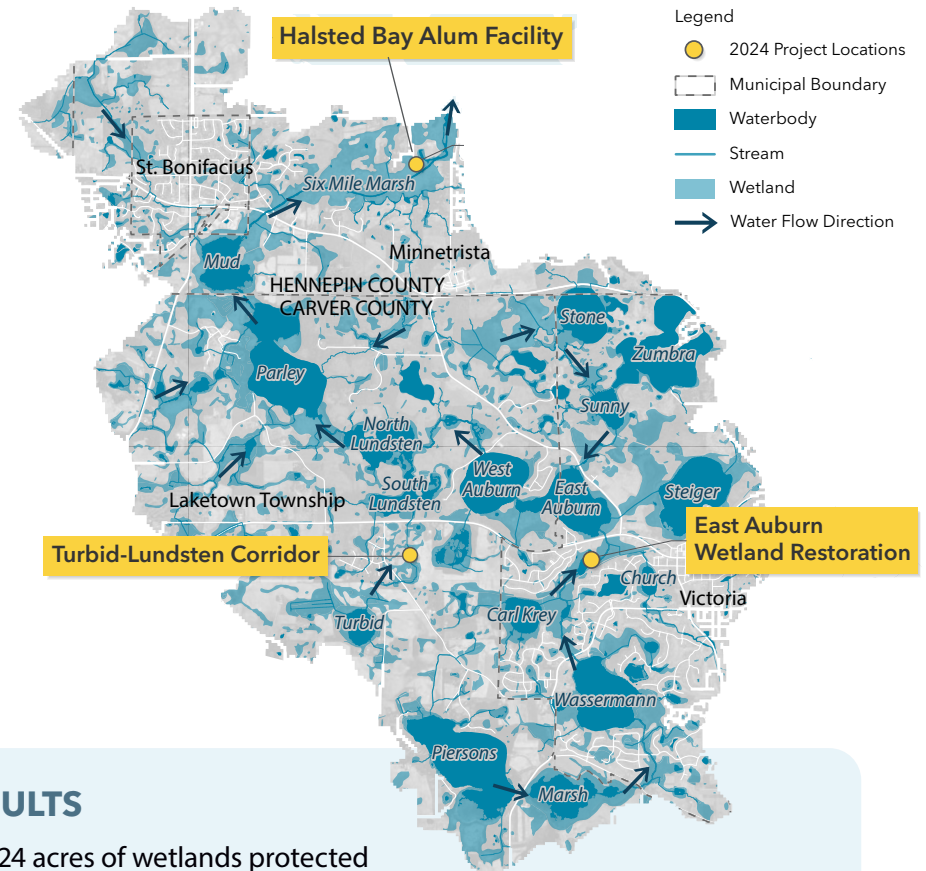 Halsted Bay Alum Facility
Legend
2024 Project Locations
Municipal Boundary
Waterbody
Stream
Wetland
Water Flow Direction
St. Bonifacius
Six Mile Marsh
Minnetrista
Mud
HENNEPIN COUNTY
CARVER COUNTY
Stone
Zumbra
Parley
Sunny
North
Lundsten
West
Auburn
South
Lundsten
East
Auburn
Steiger
Laketown Township
East Auburn
Wetland Restoration
Turbid-Lundsten Corridor
Church
Victoria
Carl Krey
Turbid
Wassermann
Piersons
Marsh
ULTS
24 acres of wetlands protected